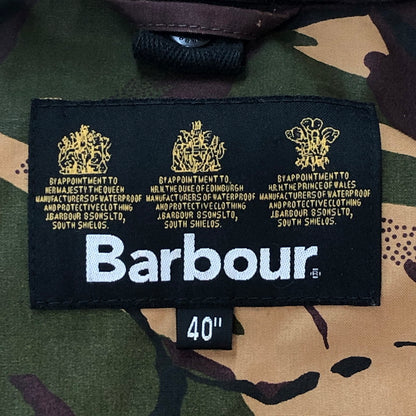 BY APPOINTMENT TO
HER MAJESTY THE QUEEN
MANUFACTURERS OF WATERPROOF
AND PROTECTIVE CLOTHING
J.BARBOUR & SONS LTD,
SOUTH SHIELDS.
BY APPOINTMENT TO
H.R.H. THE DUKE OF EDINBURGH
MANUFACTURERS OF WATERPROOF
AND PROTECTIVE CLOTHING
J.BARBOUR & SONS LTD,
SOUTH SHIELDS.
BY APPOINTMENT TO
H.R.H. THE PRINCE OF WALES
MANUFACTURERS OF WATERPROOF
AND PROTECTIVE CLOTHING
J.BARBOUR & SONS LTD,
SOUTH SHIELDS.
Barbour
40"